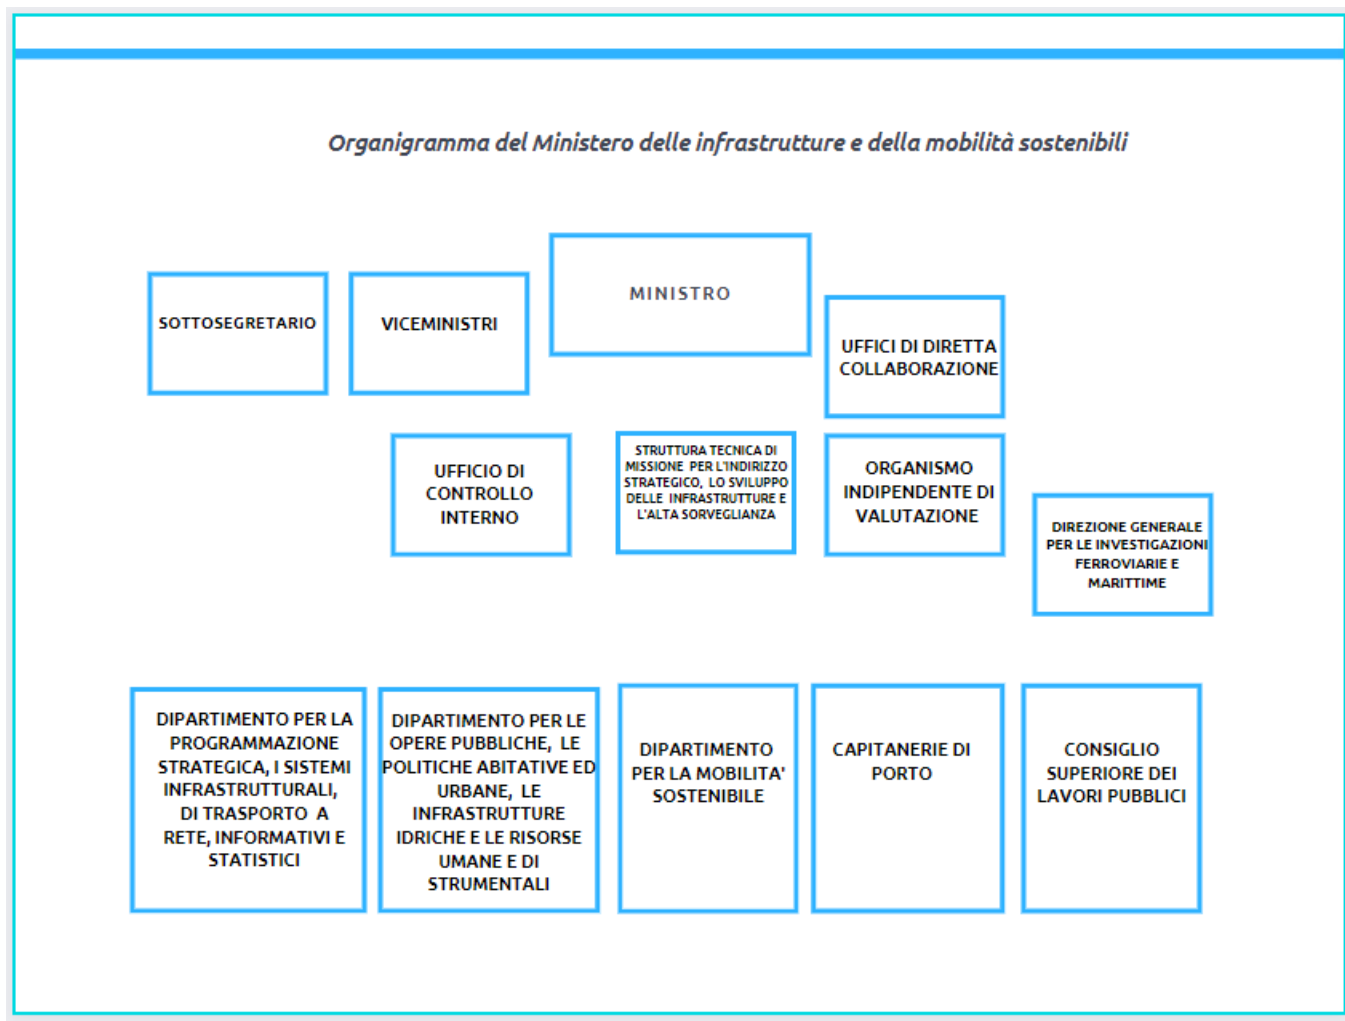 Organigramma del Ministero delle infrastrutture e della mobilità sostenibili
MINISTRO
SOTTOSEGRETARIO
VICEMINISTRI
UFFICI DI DIRETTA
COLLABORAZIONE
UFFICIO DI
CONTROLLO
INTERNO
STRUTTURA TECNICA DI
MISSIONE PER L'INDIRIZZO
STRATEGICO, LO SVILUPPO
DELLE INFRASTRUTTURE E
L'ALTA SORVEGLIANZA
ORGANISMO
INDIPENDENTE DI
VALUTAZIONE
DIREZIONE GENERALE
PER LE INVESTIGAZIONI
FERROVIARIE E
MARITTIME
DIPARTIMENTO PER LA
PROGRAMMAZIONE
STRATEGICA, I SISTEMI
INFRASTRUTTURALI,
DI TRASPORTO A
RETE, INFORMATIVI E
STATISTICI
DIPARTIMENTO PER LE
OPERE PUBBLICHE, LE
POLITICHE ABITATIVE ED
URBANE, LE
INFRASTRUTTURE
IDRICHE E LE RISORSE
UMANE E DI
STRUMENTALI
DIPARTIMENTO
PER LA MOBILITA'
SOSTENIBILE
CAPITANERIE DI
PORTO
CONSIGLIO
SUPERIORE DEI
LAVORI PUBBLICI